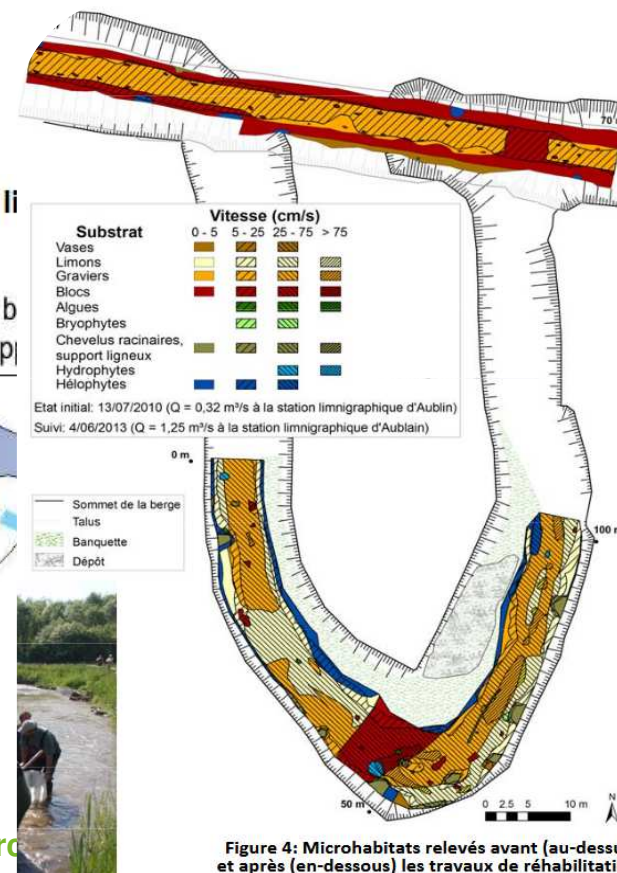 70
li
b
Vitesse (cm/s)
Substrat 0 - 5 5 - 25 25 - 75 > 75
Vases
Limons
Graviers
Blocs
Algues
Bryophytes
Chevelus racinaires,
support ligneux
Hydrophytes
Hélophytes
Etat initial: 13/07/2010 (Q = 0,32 m³/s à la station limnigraphique d'Aublin)
Suivi: 4/06/2013 (Q = 1,25 m³/s à la station limnigraphique d'Aublain)
0 m
Sommet de la berge
Talus
Banquette
Dépôt
100 m
50 m
0 2.5 5 10 m
N
Figure 4: Microhabitats relevés avant (au-dessu
et après (en-dessous) les travaux de réhabilitati